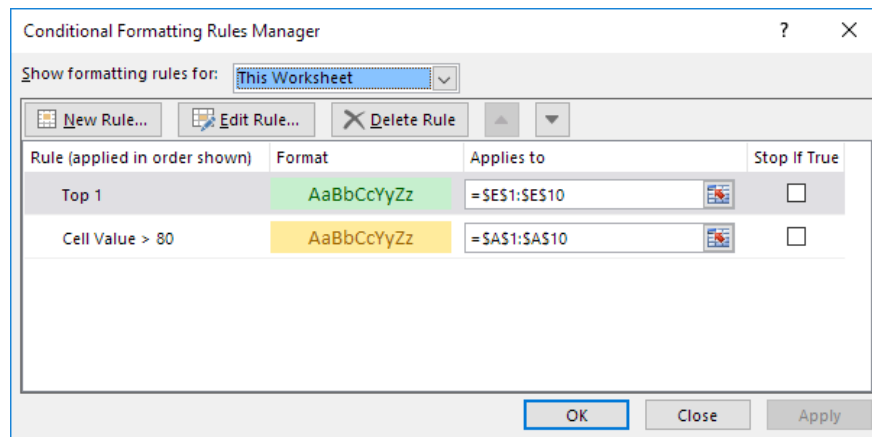 Conditional Formatting Rules Manager ?
Show formatting rules for: This Worksheet
New Rule... Edit Rule... Delete Rule
Rule (applied in order shown) Format Applies to Stop If True
Top 1 AaBbCcYyZz =$E$1:$E$10
Cell Value > 80 AaBbCcYyZz =$A$1:$A$10
OK Close Apply